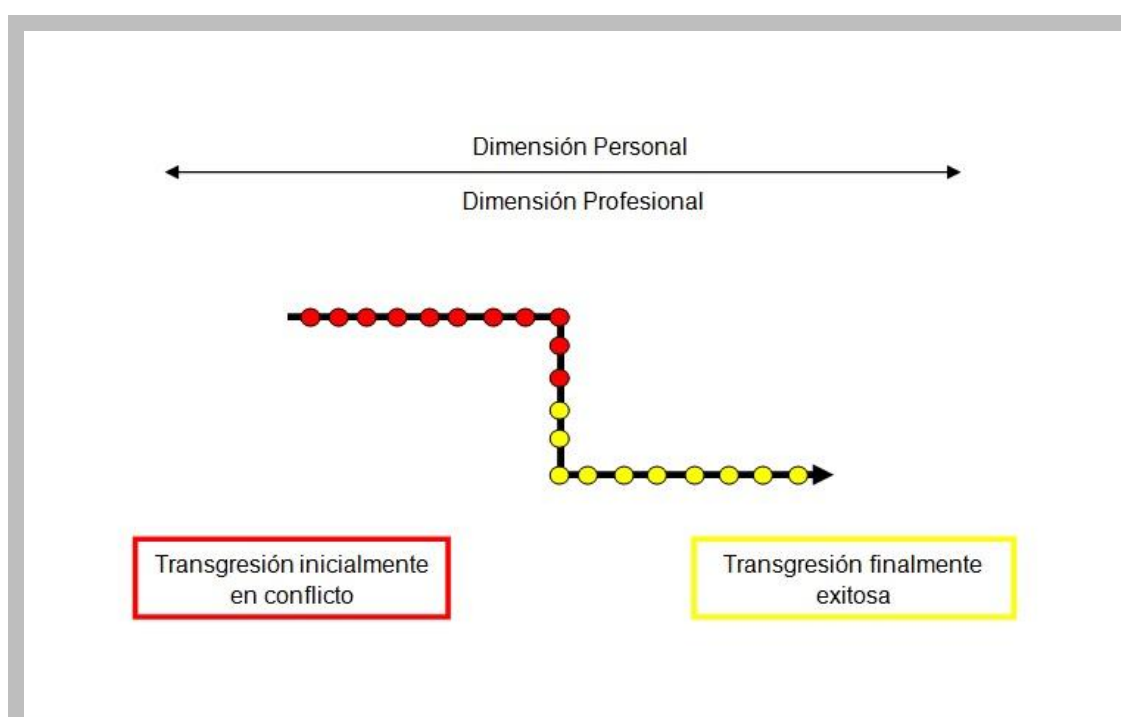 Dimensión Personal
Dimensión Profesional
Transgresión inicialmente
en conflicto
Transgresión finalmente
exitosa